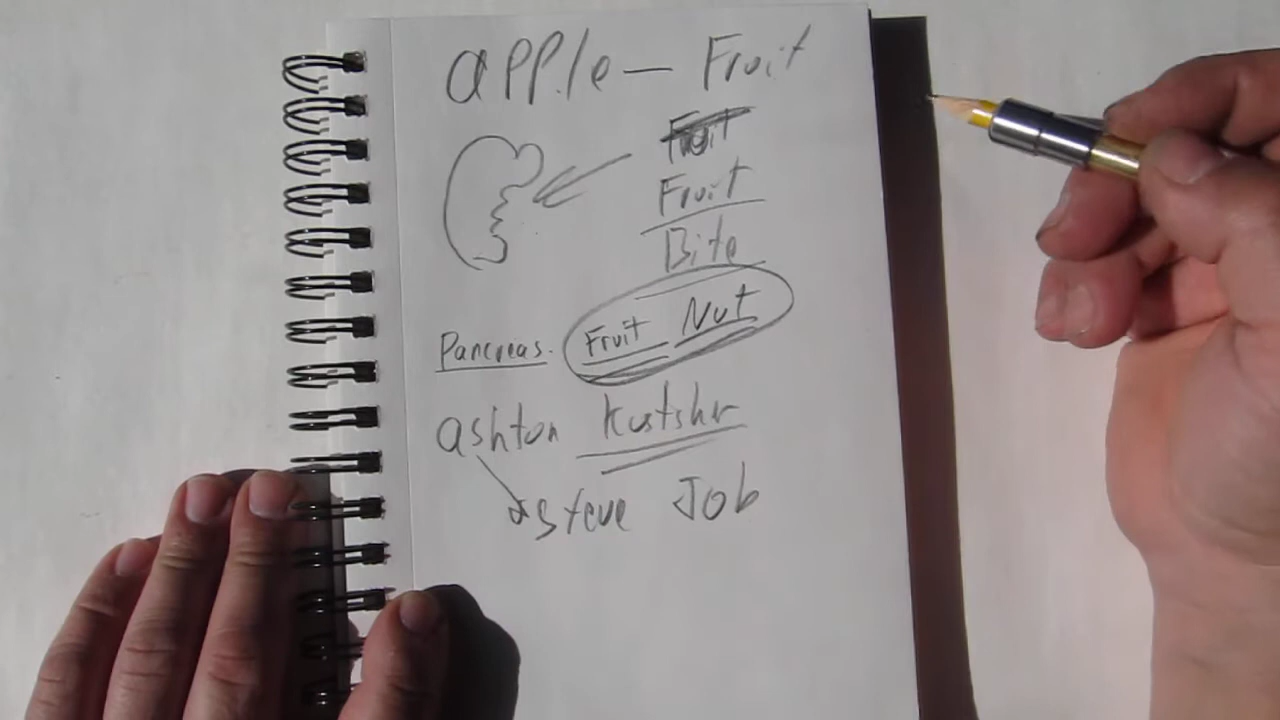 apple — Fruit
Fruit
Fruit
Bite
Pancreas. Fruit Nut
ashton Kutshr
Steve Job